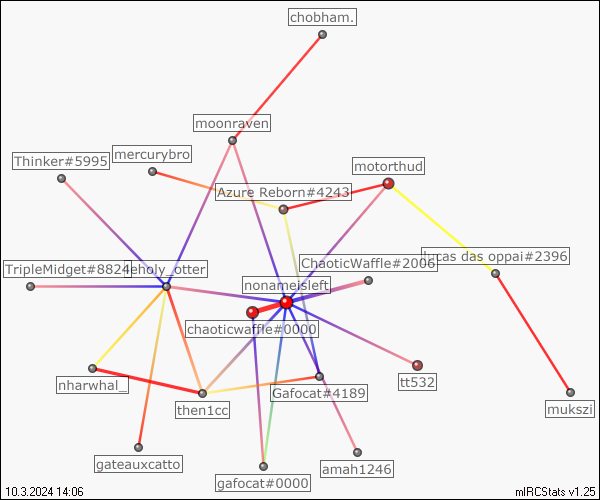 chobham.
moonraven
mercurybro
Thinker#5995
motorthud
Azure Reborn#4243
lucas das oppai#2396
ChaoticWaffle#2006
TripleMidget#8824
eholy_otter
nonameisleft
chaoticwaffle#0000
nharwhal_
tt532
Gafocat#4189
then1cc
mukszi
gateauxcatto
amah1246
gafocat#0000
10.3.2024 14:06
mIRCStats v1.25